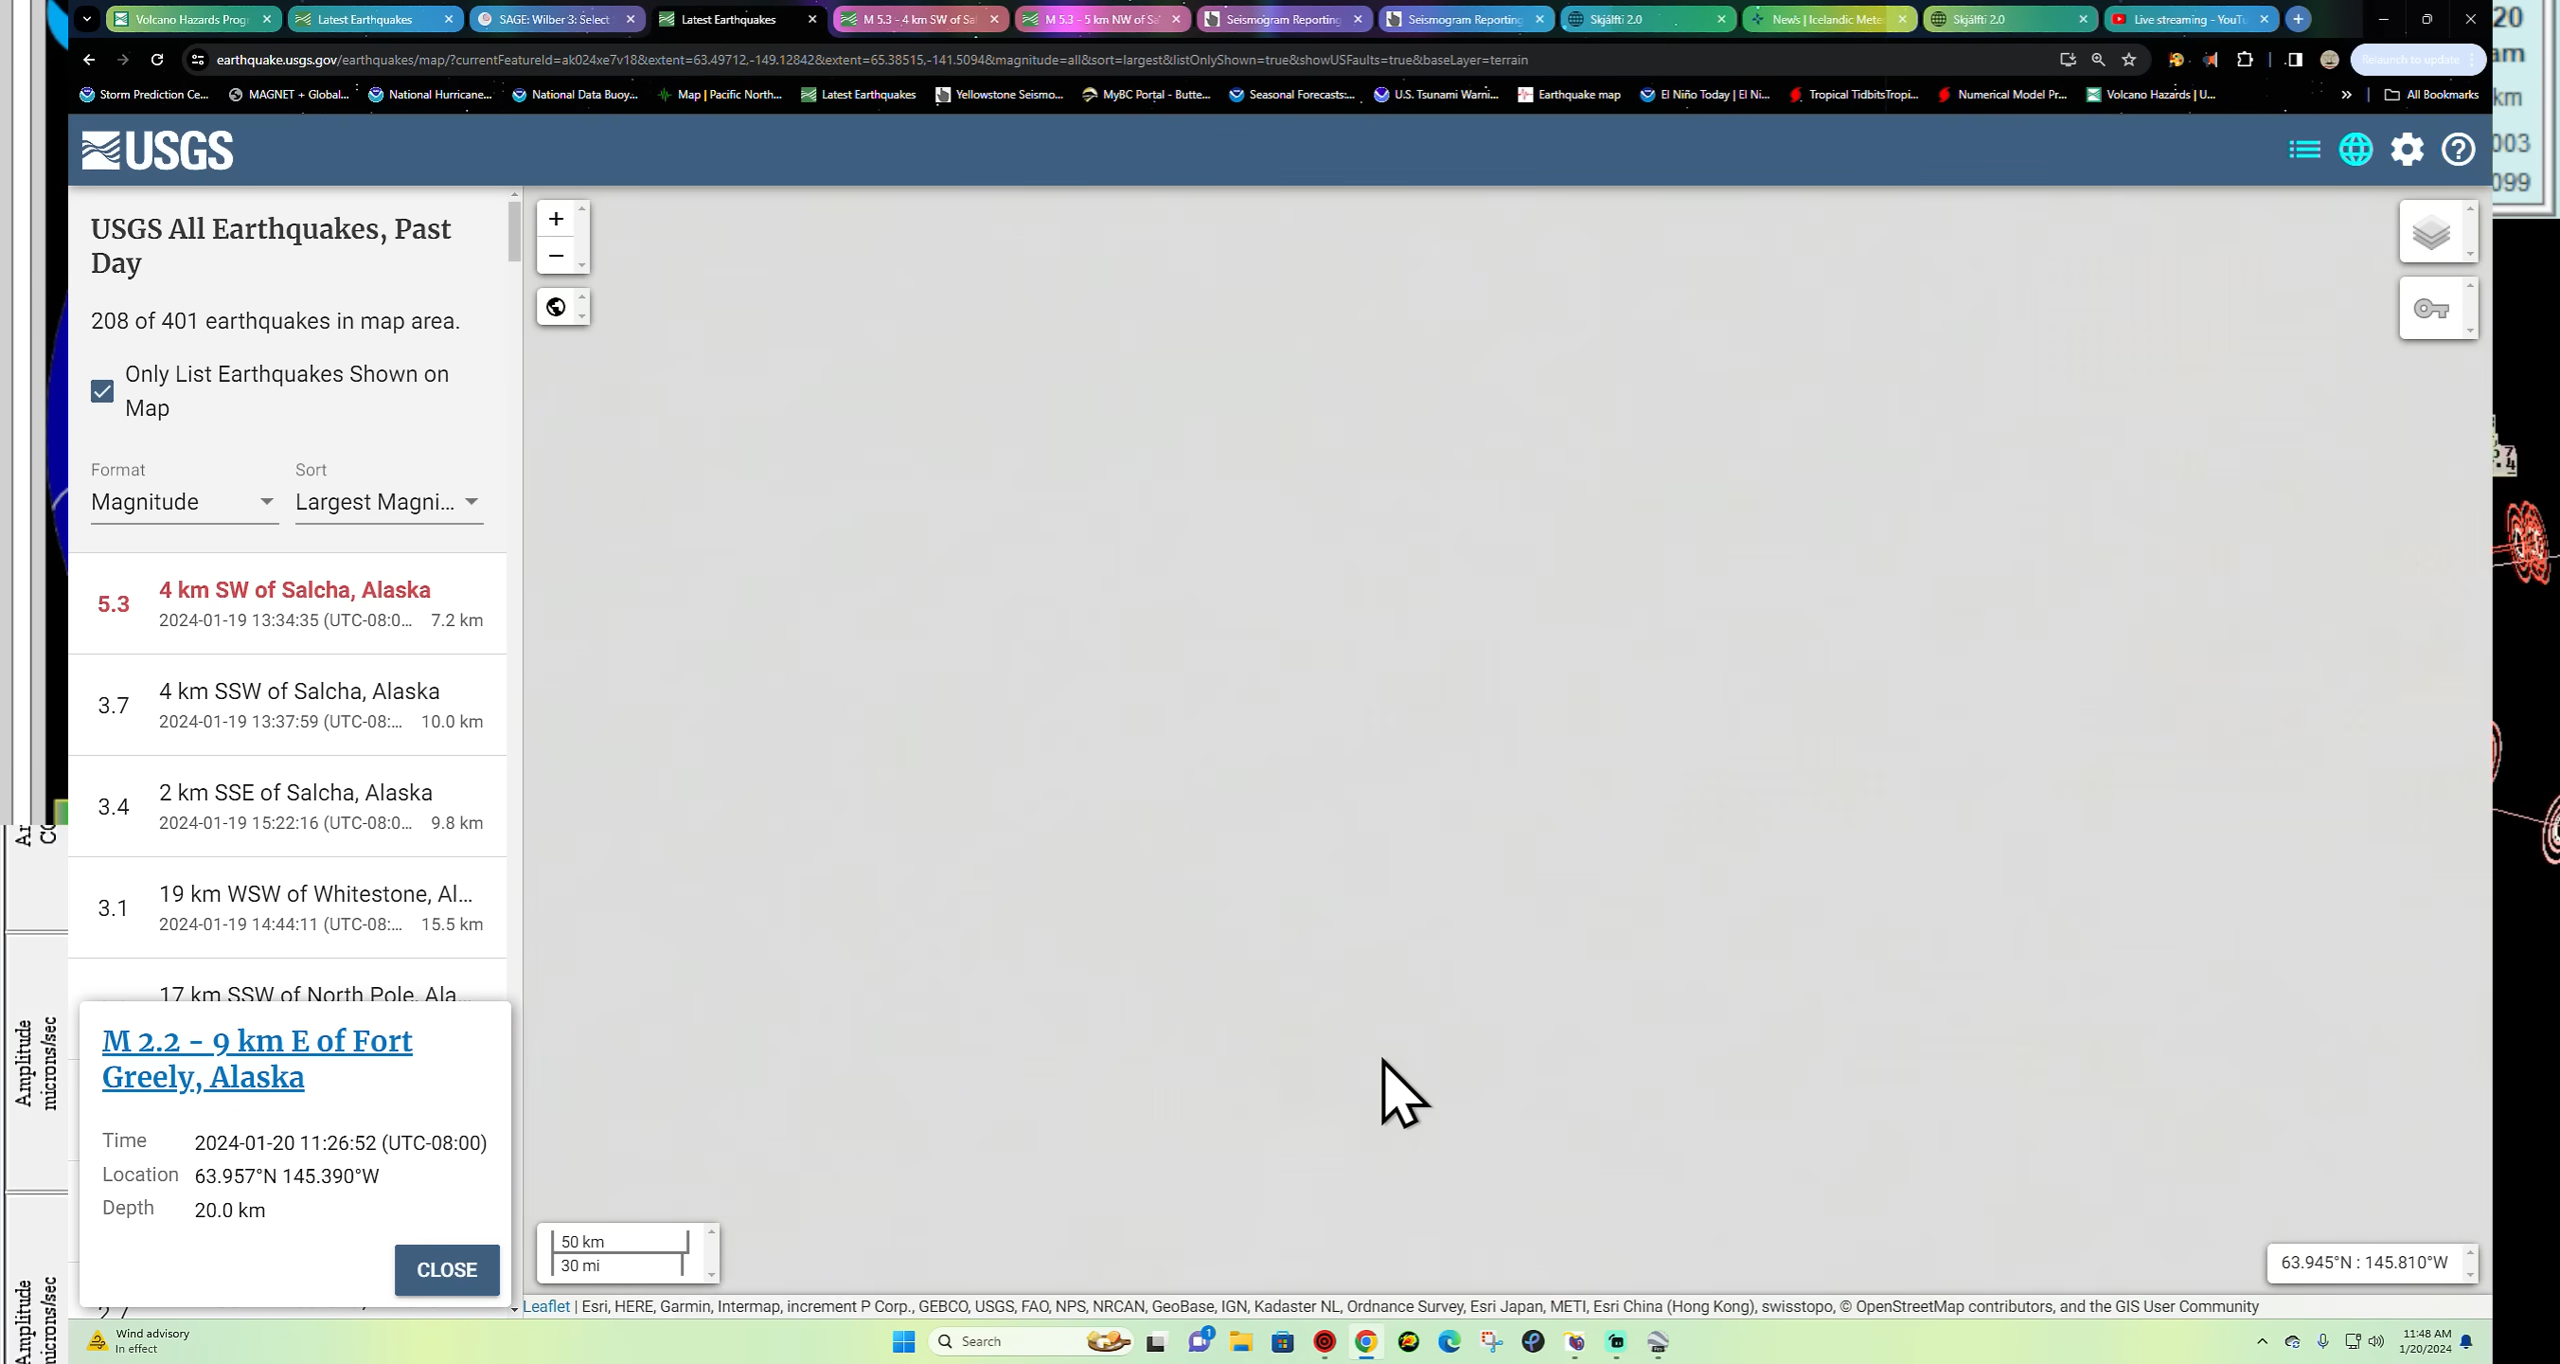 Volcano Hazards Prog
Latest Earthquakes
SAGE: Wilber 3: Select
Latest Earthquakes
M 5.3 - 4 km SW of Sal
M 5.3 - 5 km NW of Sa
Seismogram Reporting
Seismogram Reporting
Skjálfti 2.0
News | Icelandic Mete
Skjálfti 2.0
Live streaming - YouTu
earthquake.usgs.gov/earthquakes/map/?currentFeatureId=ak024xe7v18&extent=63.49712,-149.12842&extent=65.38515,-141.5094&magnitude=all&sort=largest&listOnlyShown=true&showUSFaults=true&baseLayer=terrain
Relaunch to update
Storm Prediction Ce...
MAGNET + Global...
National Hurricane...
National Data Buoy...
Map | Pacific North...
Latest Earthquakes
Yellowstone Seismo...
MyBC Portal - Butte...
Seasonal Forecasts:...
U.S. Tsunami Warni...
Earthquake map
El Niño Today | El Ni...
Tropical TidbitsTropi...
Numerical Model Pr...
Volcano Hazards | U...
»
All Bookmarks
20
am
km
003
099
USGS
USGS All Earthquakes, Past
Day
208 of 401 earthquakes in map area.
Only List Earthquakes Shown on
Map
Format
Magnitude
Sort
Largest Magni...
5.3
4 km SW of Salcha, Alaska
2024-01-19 13:34:35 (UTC-08:0... 7.2 km
3.7
4 km SSW of Salcha, Alaska
2024-01-19 13:37:59 (UTC-08:... 10.0 km
3.4
2 km SSE of Salcha, Alaska
2024-01-19 15:22:16 (UTC-08:0... 9.8 km
3.1
19 km WSW of Whitestone, Al...
2024-01-19 14:44:11 (UTC-08:... 15.5 km
17 km SSW of North Pole, Ala...
M 2.2 - 9 km E of Fort
Greely, Alaska
Time 2024-01-20 11:26:52 (UTC-08:00)
Location 63.957°N 145.390°W
Depth 20.0 km
CLOSE
Amplitude
microns/sec
Amplitude
microns/sec
50 km
30 mi
63.945°N : 145.810°W
Leaflet | Esri, HERE, Garmin, Intermap, increment P Corp., GEBCO, USGS, FAO, NPS, NRCAN, GeoBase, IGN, Kadaster NL, Ordnance Survey, Esri Japan, METI, Esri China (Hong Kong), swisstopo, © OpenStreetMap contributors, and the GIS User Community
Wind advisory
In effect
Search
1
11:48 AM
1/20/2024